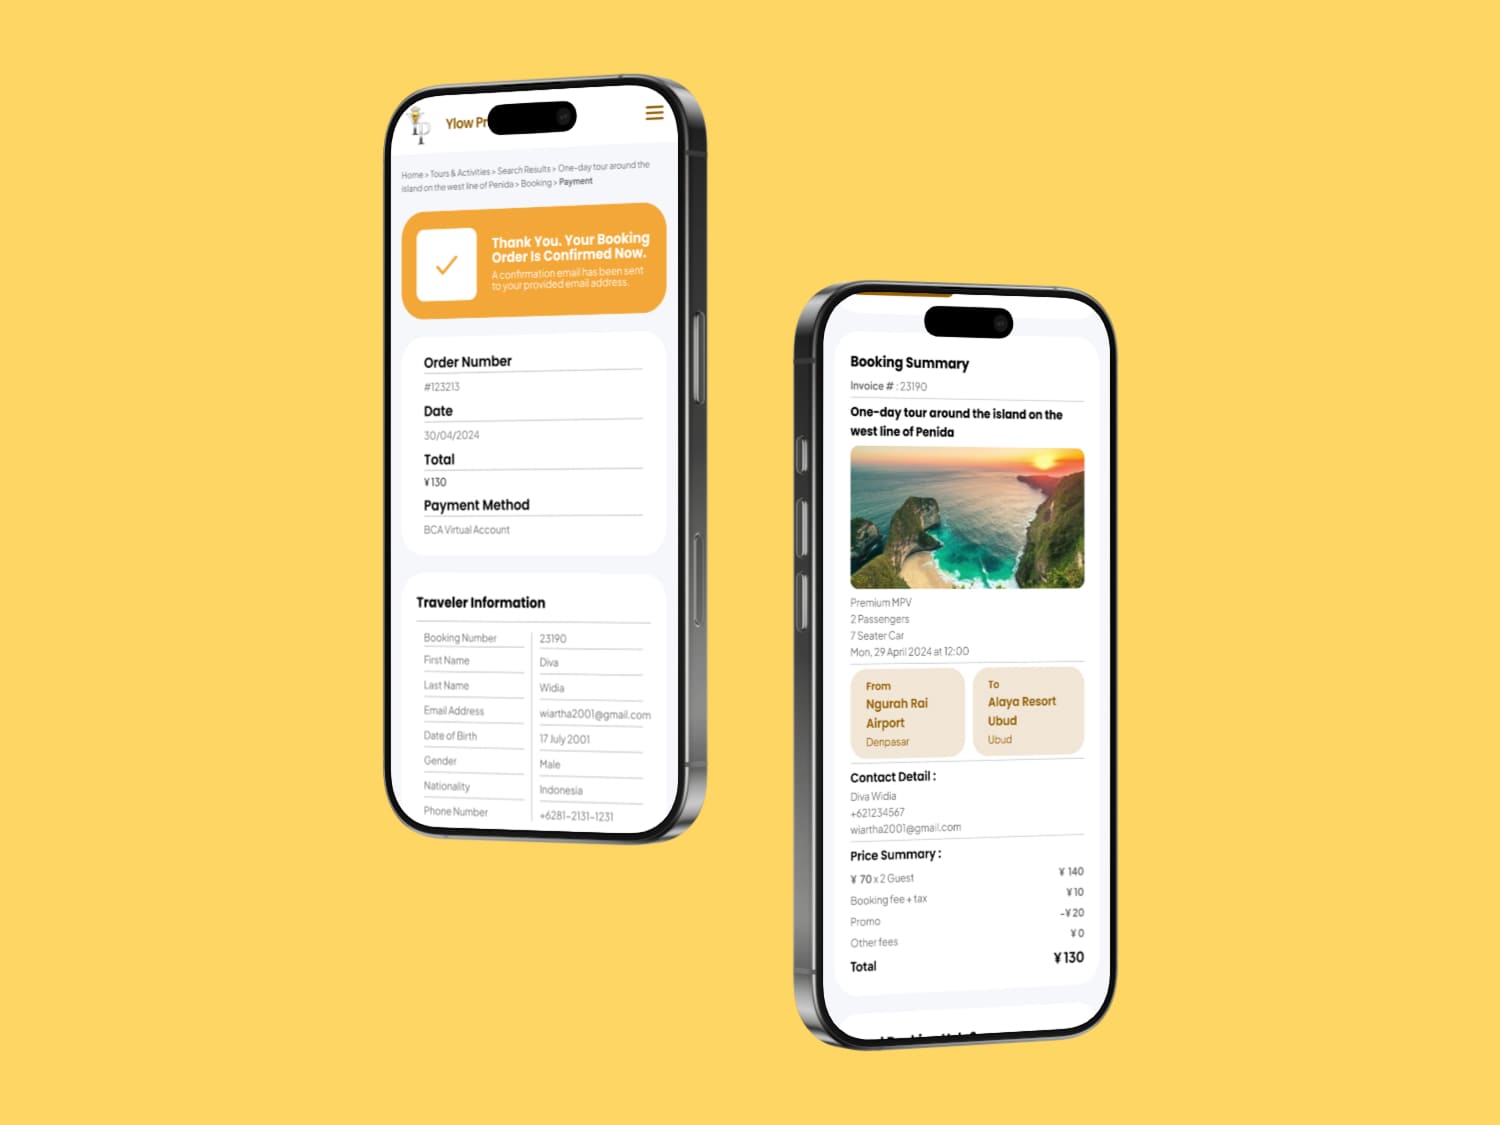 Ylow
Home > Tours & Activities > Search Results > One-day tour around the
island on the west line of Penida > Booking > Payment
Thank You. Your Booking
Order Is Confirmed Now.
A confirmation email has been sent
to your provided email address.
Order Number
#123213
Date
30/04/2024
Total
¥130
Payment Method
BCA Virtual Account
Traveler Information
Booking Number 23190
First Name Diva
Last Name Widia
Email Address wiartha2001@gmail.com
Date of Birth 17 July 2001
Gender Male
Nationality Indonesia
Phone Number +6281-2131-1231
Booking Summary
Invoice # : 23190
One-day tour around the island on the
west line of Penida
Premium MPV
2 Passengers
7 Seater Car
Mon, 29 April 2024 at 12:00
From
Ngurah Rai
Airport
Denpasar
To
Alaya Resort
Ubud
Ubud
Contact Detail :
Diva Widia
+621234567
wiartha2001@gmail.com
Price Summary :
¥ 70 x 2 Guest ¥ 140
Booking fee + tax ¥10
Promo -¥20
Other fees ¥0
Total ¥130